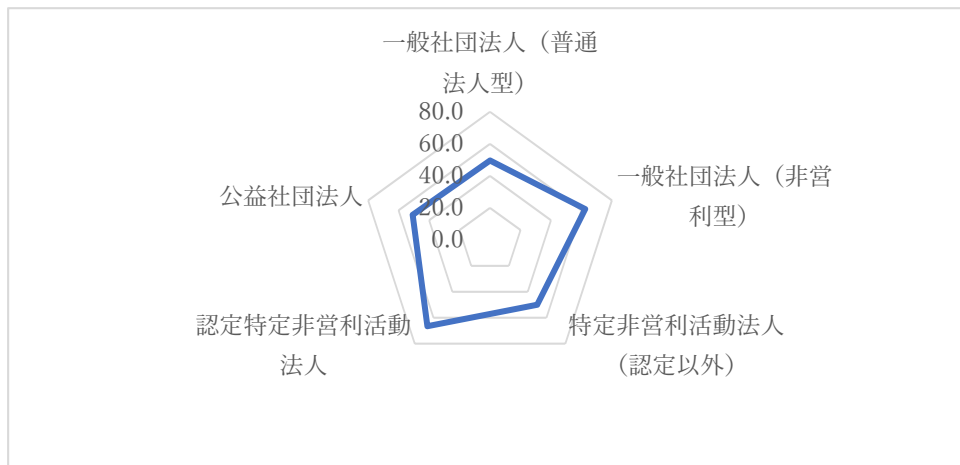 一般社団法人（普通
法人型）
80.0
60.0
40.0
20.0
0.0
一般社団法人（非営
利型）
公益社団法人
認定特定非営利活動
法人
特定非営利活動法人
（認定以外）